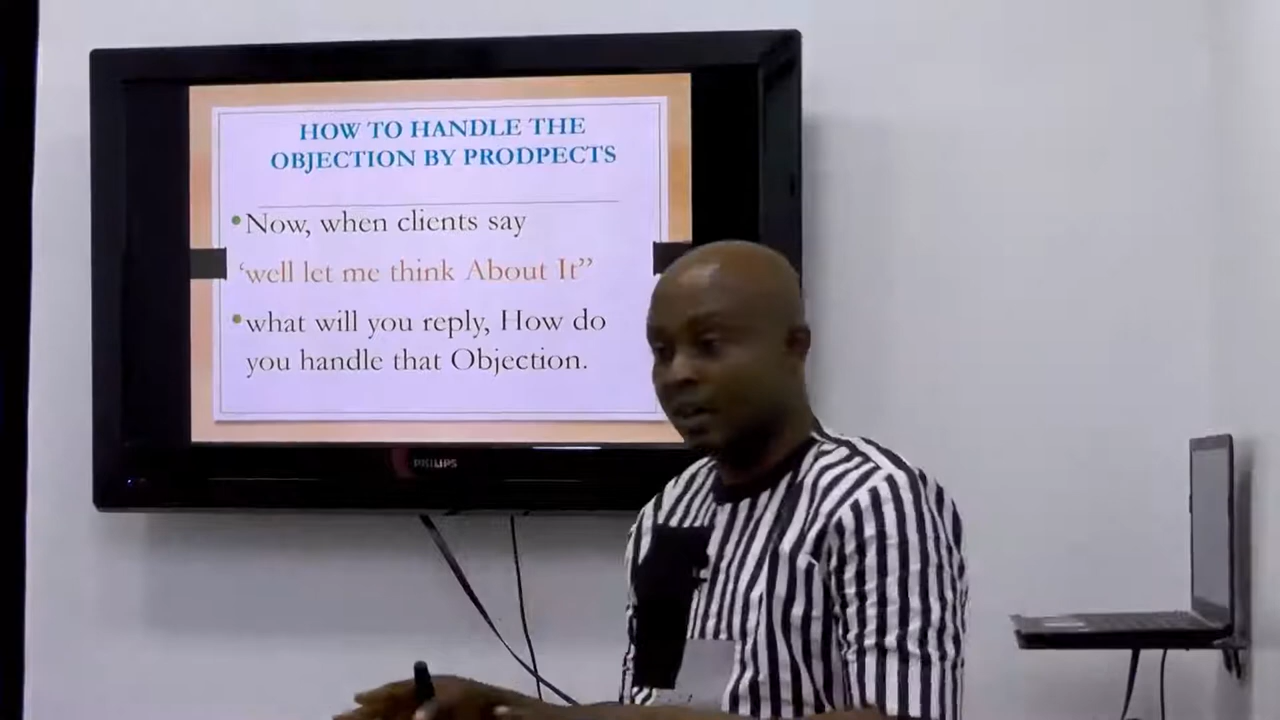 HOW TO HANDLE THE
OBJECTION BY PRODPECTS
•Now, when clients say
‘well let me think About It”
•what will you reply, How do
you handle that Objection.
PHILIPS